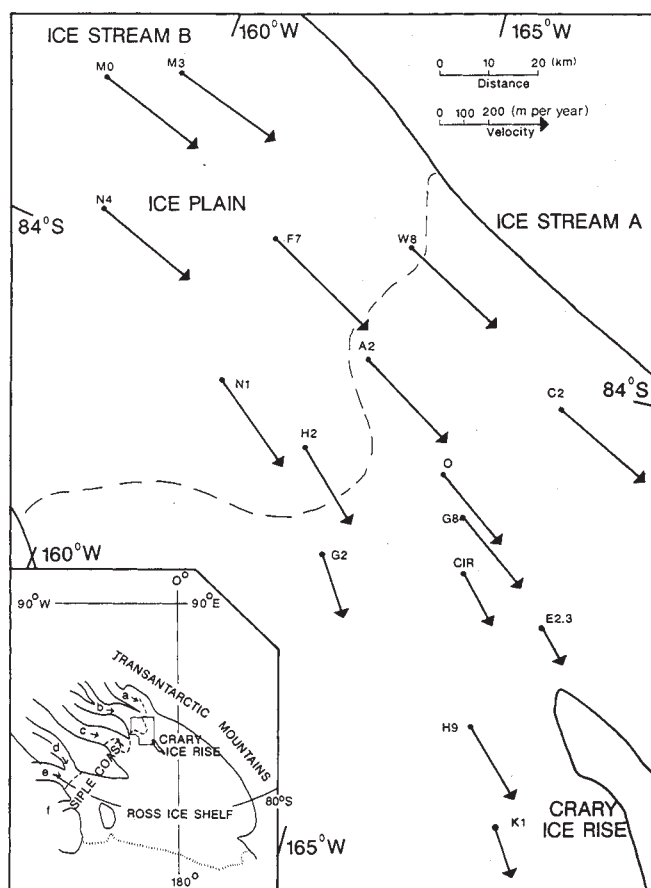 ICE STREAM B
160°W
165°W
M0
M3
0 10 20 (km)
Distance
0 100 200 (m per year)
Velocity
N4
ICE PLAIN
84°S
ICE STREAM A
F7
W8
A2
N1
C2
84°S
H2
O
G8
160°W
G2
CIR
E2.3
0°
90°W
90°E
TRANSANTARCTIC
MOUNTAINS
a
b
c
d
e
f
SIPLE COAST
CRARY
ICE RISE
80°S
ROSS ICE SHELF
180°
165°W
H9
K1
CRARY
ICE RISE